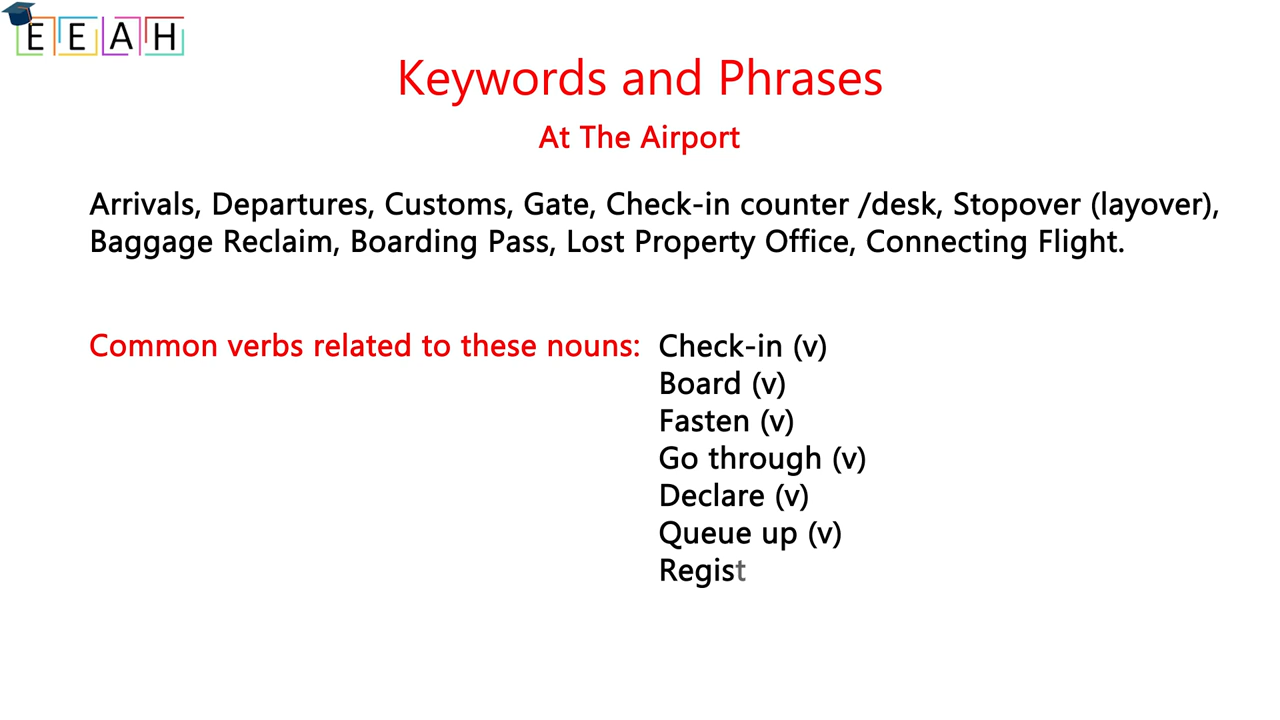 EEAH
Keywords and Phrases
At The Airport
Arrivals, Departures, Customs, Gate, Check-in counter /desk, Stopover (layover),
Baggage Reclaim, Boarding Pass, Lost Property Office, Connecting Flight.
Common verbs related to these nouns: Check-in (v)
Board (v)
Fasten (v)
Go through (v)
Declare (v)
Queue up (v)
Regist